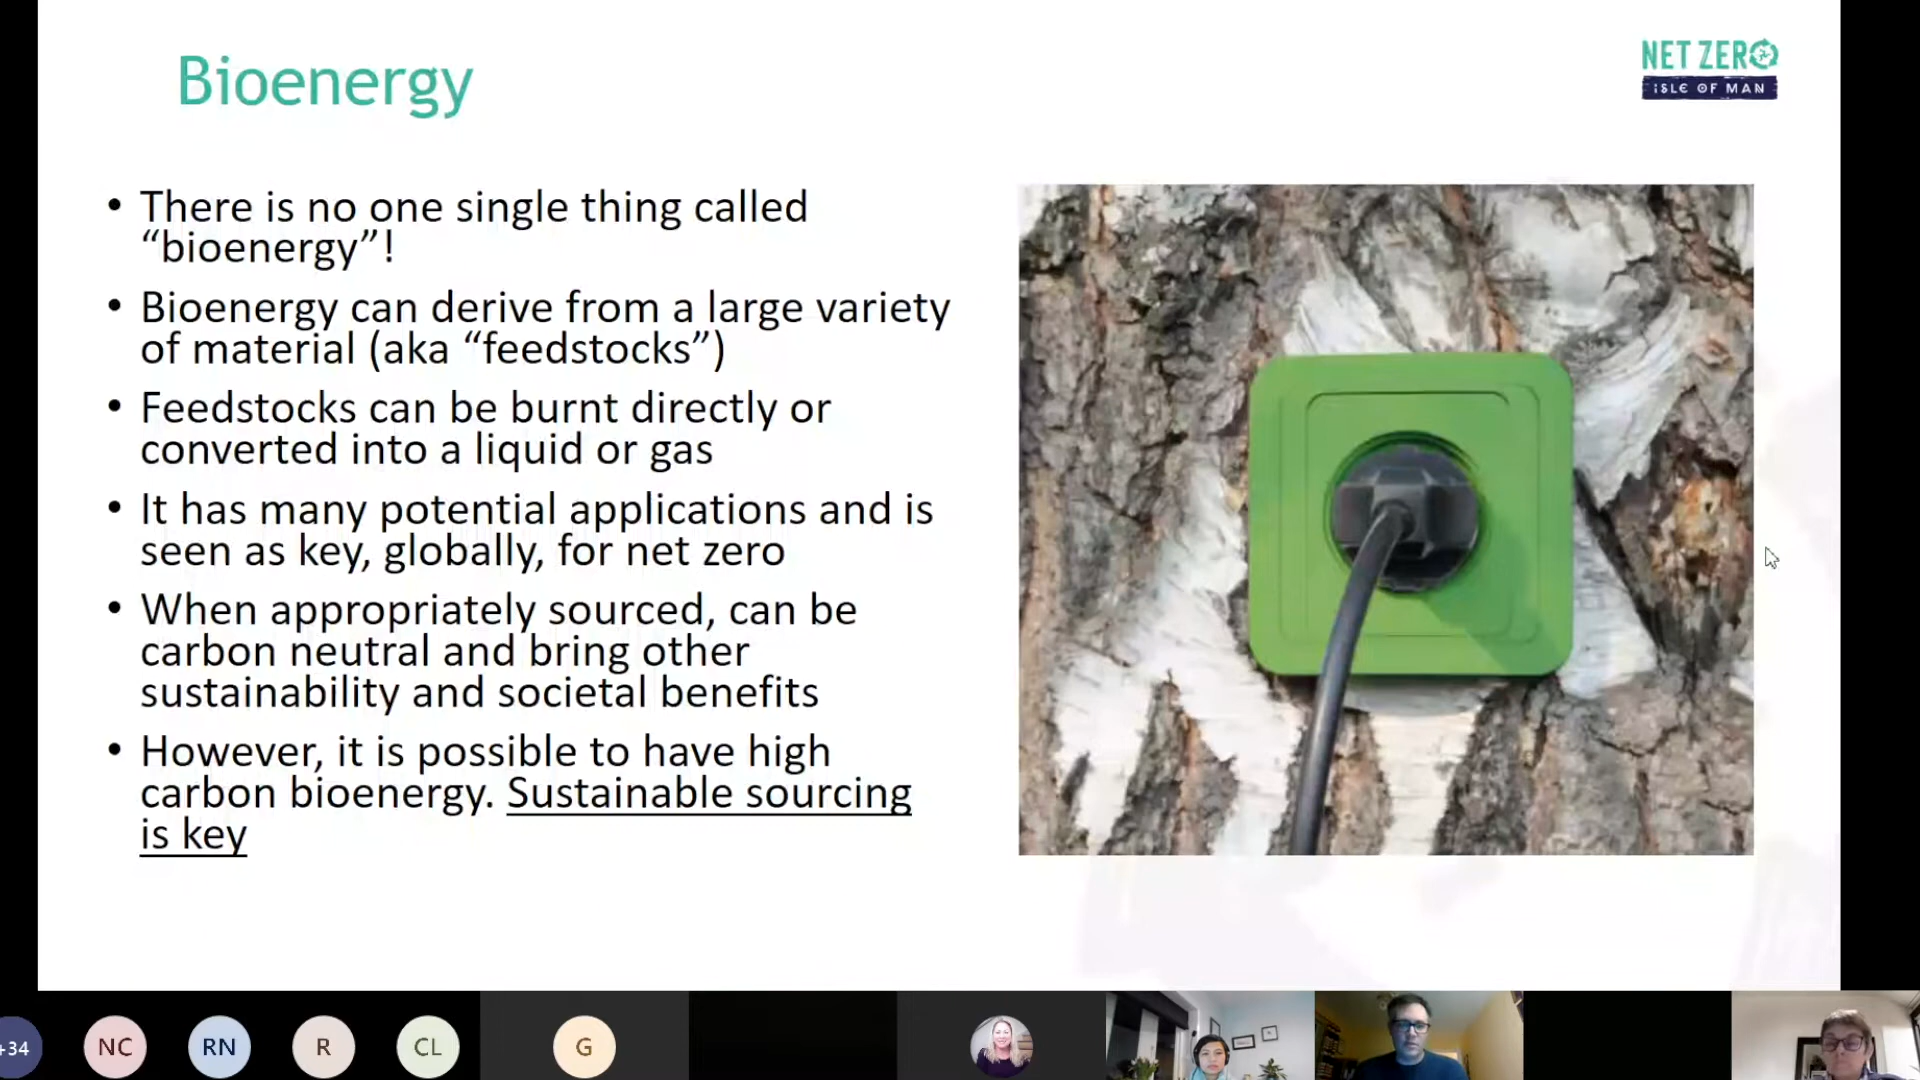 Bioenergy
NET ZERO
ISLE OF MAN
• There is no one single thing called
“bioenergy”!
• Bioenergy can derive from a large variety
of material (aka “feedstocks”)
• Feedstocks can be burnt directly or
converted into a liquid or gas
• It has many potential applications and is
seen as key, globally, for net zero
• When appropriately sourced, can be
carbon neutral and bring other
sustainability and societal benefits
• However, it is possible to have high
carbon bioenergy. Sustainable sourcing
is key
+34
NC
RN
R
CL
G